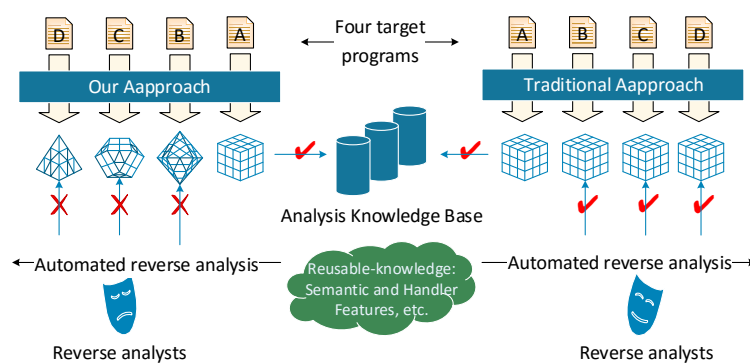 D C B A
Four target
programs
A B C D
Our Aapproach
Traditional Aapproach
Analysis Knowledge Base
Automated reverse analysis
Reusable-knowledge:
Semantic and Handler
Features, etc.
Automated reverse analysis
Reverse analysts
Reverse analysts